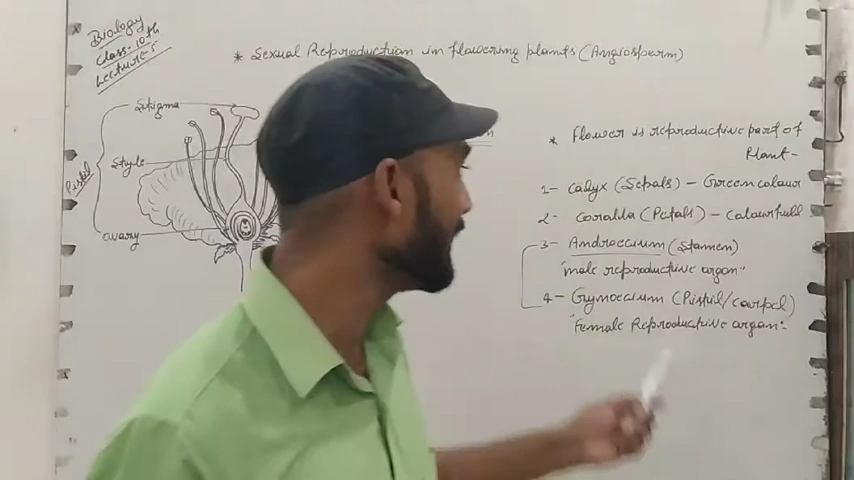 Biology
Class-10th
Lecture-5
* Sexual Reproduction in flowering plants (Angiosperm)
Stigma
Style
Pistil
ovary
* Flower is reproductive part of
Plant-
1- calyx (Sepals) - Green colour
2- corolla (Petals) - colourfull
3- Androecium (Stamen)
"male reproductive organ"
4- Gynoecium (Pistil/carpel)
"Female Reproductive organ-